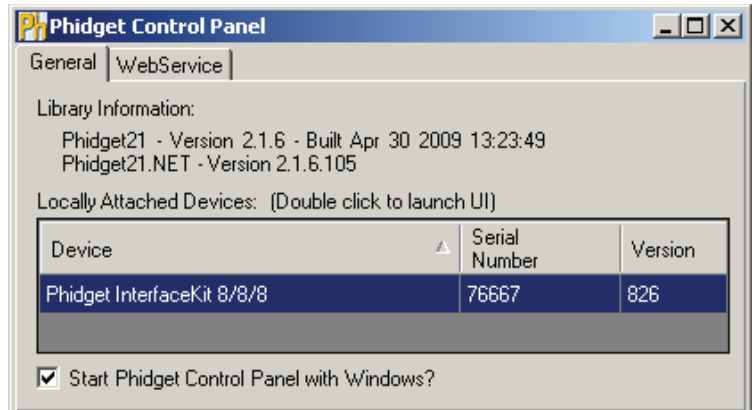 Ph Phidget Control Panel
General WebService
Library Information:
Phidget21 - Version 2.1.6 - Built Apr 30 2009 13:23:49
Phidget21.NET - Version 2.1.6.105
Locally Attached Devices: (Double click to launch UI)
Device Serial Number Version
Phidget InterfaceKit 8/8/8 76667 826
Start Phidget Control Panel with Windows?